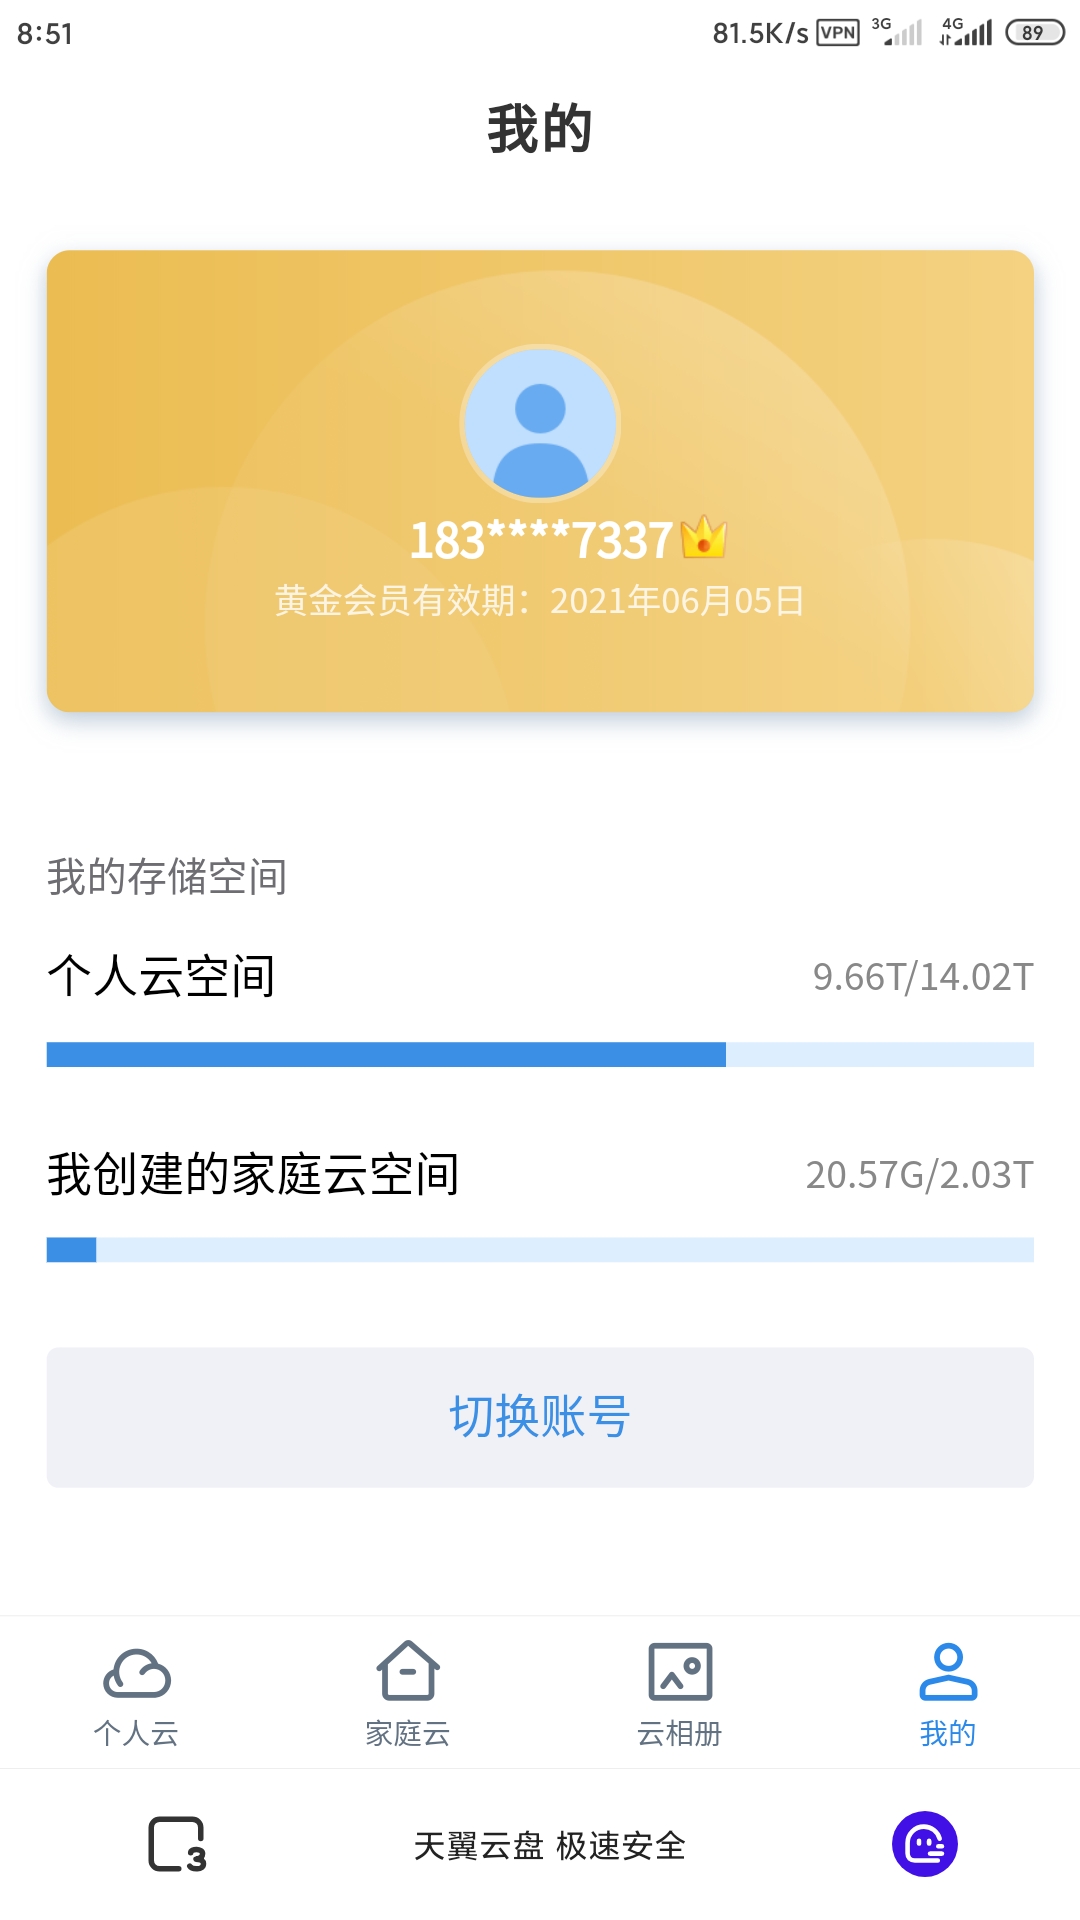 8:51
81.5K/s VPN 3G 4G 89
我的
183****7337
黄金会员有效期：2021年06月05日
我的存储空间
个人云空间 9.66T/14.02T
我创建的家庭云空间 20.57G/2.03T
切换账号
个人云 家庭云 云相册 我的
3 天翼云盘 极速安全